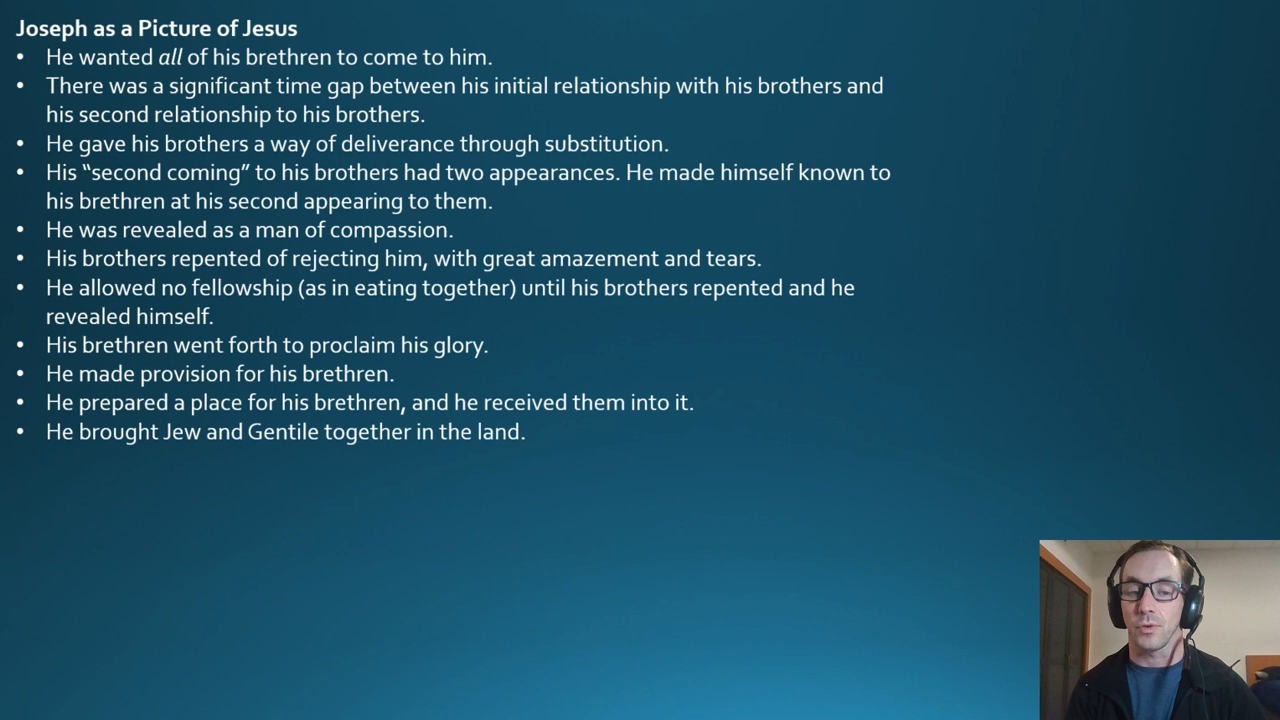 Joseph as a Picture of Jesus
• He wanted all of his brethren to come to him.
• There was a significant time gap between his initial relationship with his brothers and
his second relationship to his brothers.
• He gave his brothers a way of deliverance through substitution.
• His “second coming” to his brothers had two appearances. He made himself known to
his brethren at his second appearing to them.
• He was revealed as a man of compassion.
• His brothers repented of rejecting him, with great amazement and tears.
• He allowed no fellowship (as in eating together) until his brothers repented and he
revealed himself.
• His brethren went forth to proclaim his glory.
• He made provision for his brethren.
• He prepared a place for his brethren, and he received them into it.
• He brought Jew and Gentile together in the land.